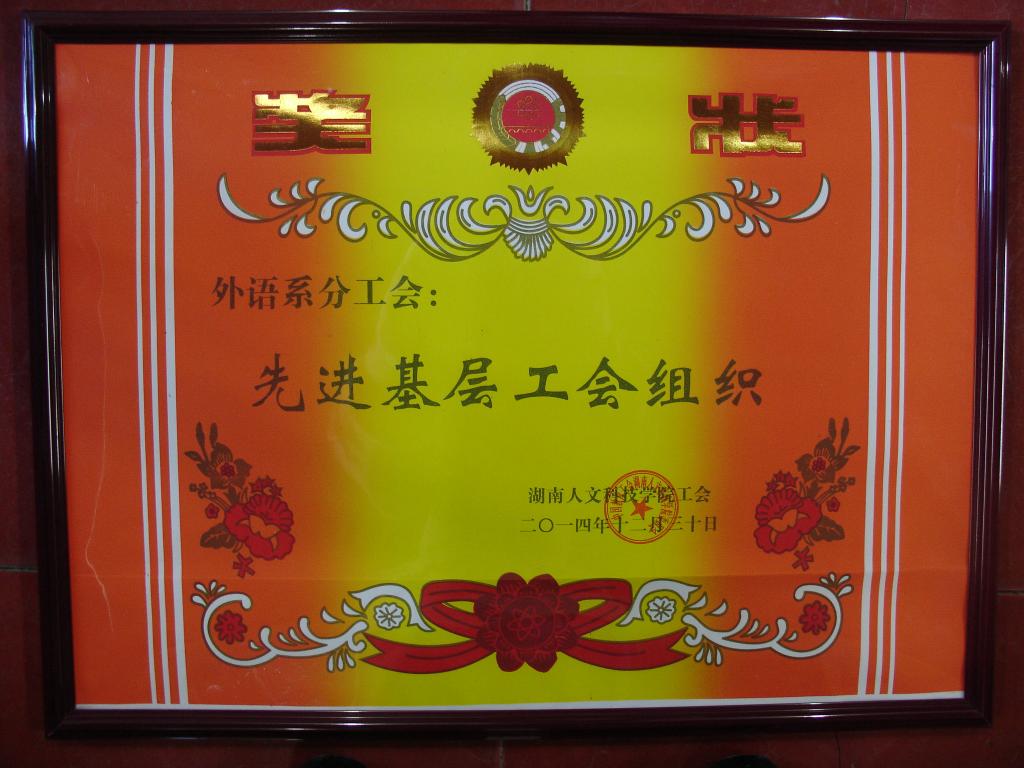 奖状
外语系分工会：
先进基层工会组织
湖南人文科技学院工会
二〇一四年十二月三十日